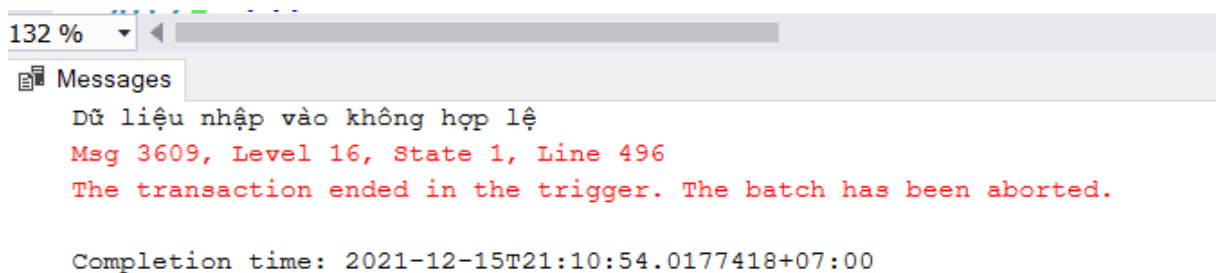 132 %
Messages
Dữ liệu nhập vào không hợp lệ
Msg 3609, Level 16, State 1, Line 496
The transaction ended in the trigger. The batch has been aborted.
Completion time: 2021-12-15T21:10:54.0177418+07:00